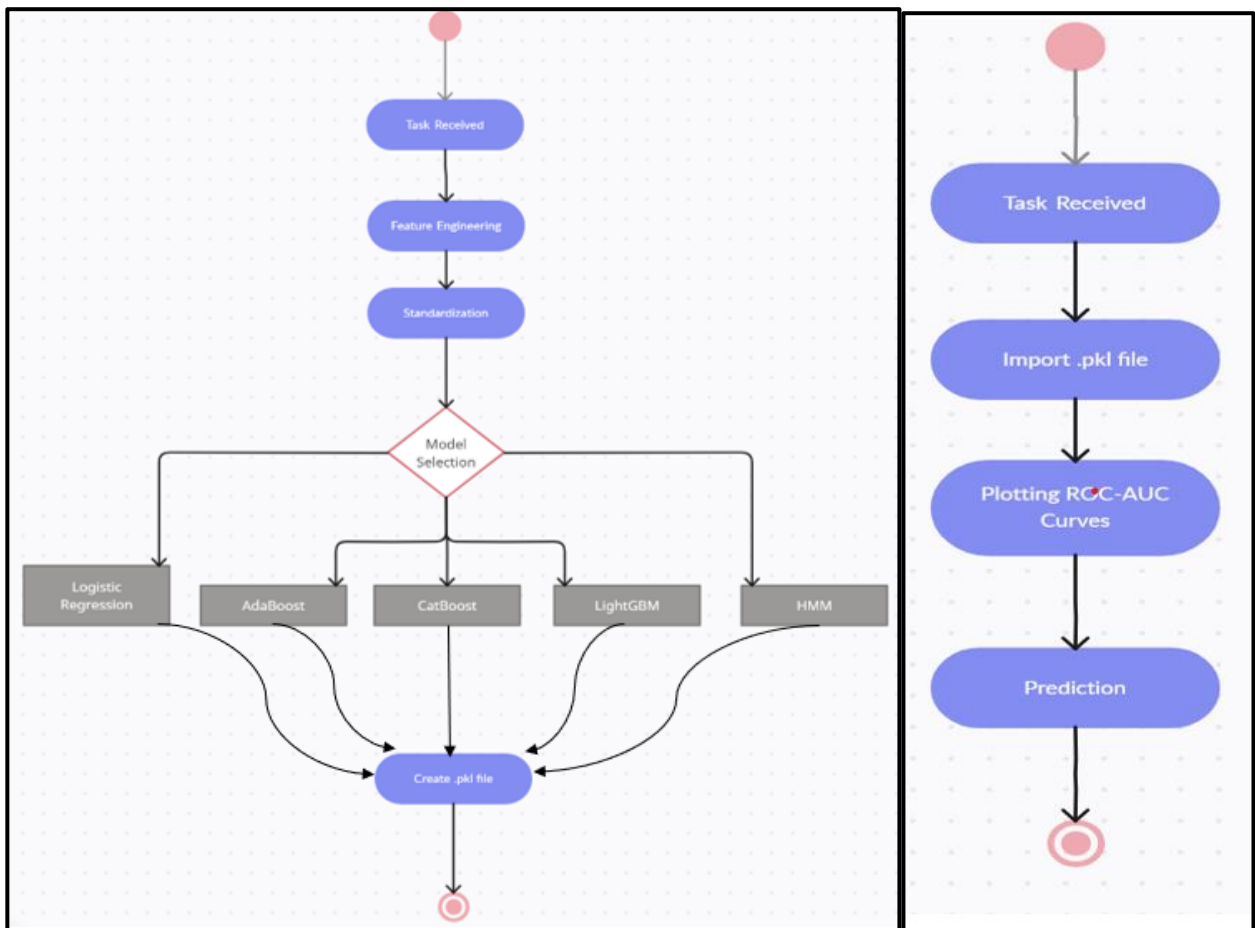 Task Received
Feature Engineering
Standardization
Model
Selection
Logistic
Regression
AdaBoost
CatBoost
LightGBM
HMM
Create .pkl file
Task Received
Import .pkl file
Plotting ROC-AUC
Curves
Prediction